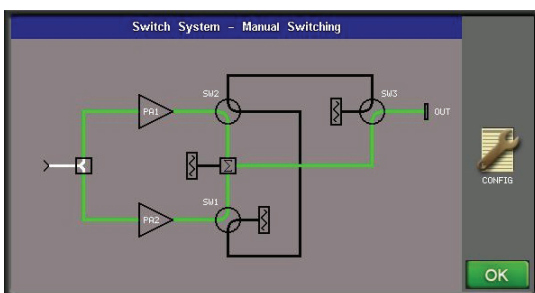 Switch System - Manual Switching
SW2
SW3
PA1
OUT
Σ
SW1
CONFIG
PA2
OK